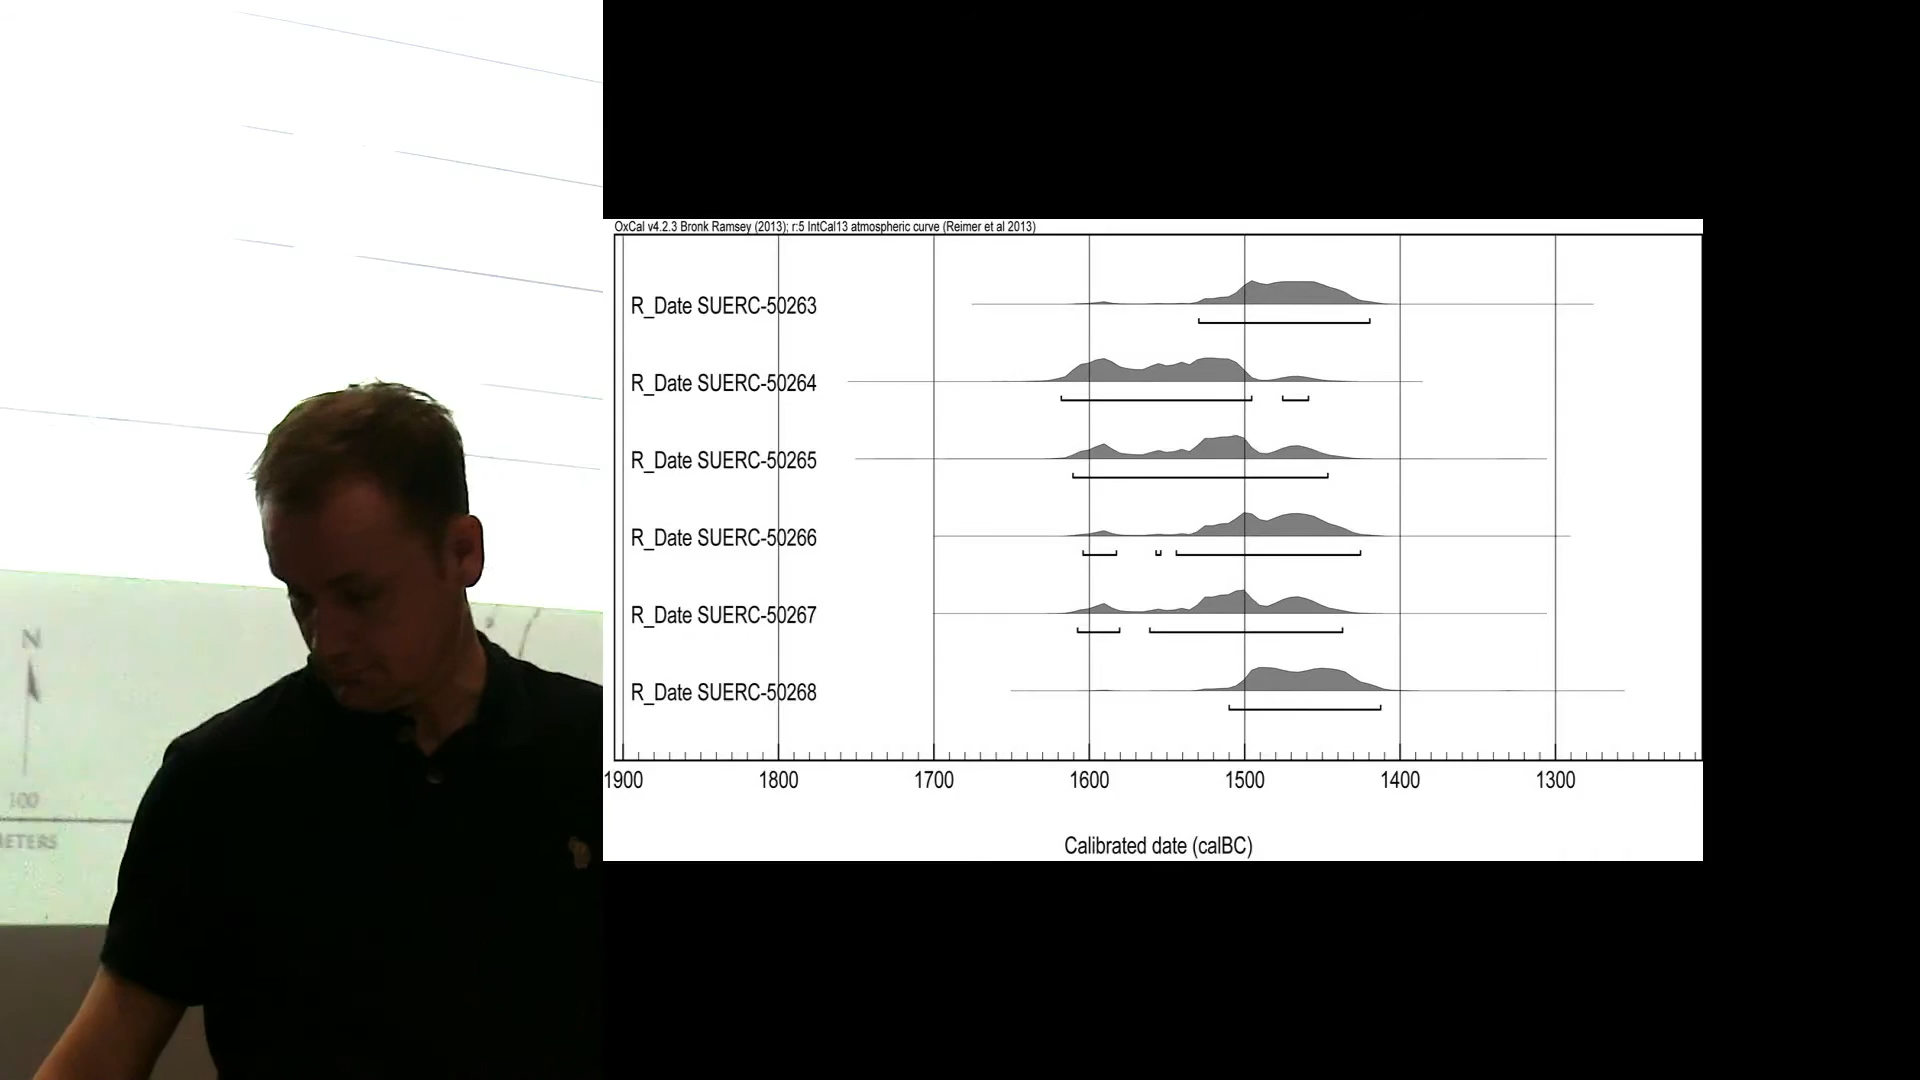 OxCal v4.2.3 Bronk Ramsey (2013); r:5 IntCal13 atmospheric curve (Reimer et al 2013)
R_Date SUERC-50263
R_Date SUERC-50264
R_Date SUERC-50265
R_Date SUERC-50266
R_Date SUERC-50267
R_Date SUERC-50268
1900 1800 1700 1600 1500 1400 1300
Calibrated date (calBC)
N
100